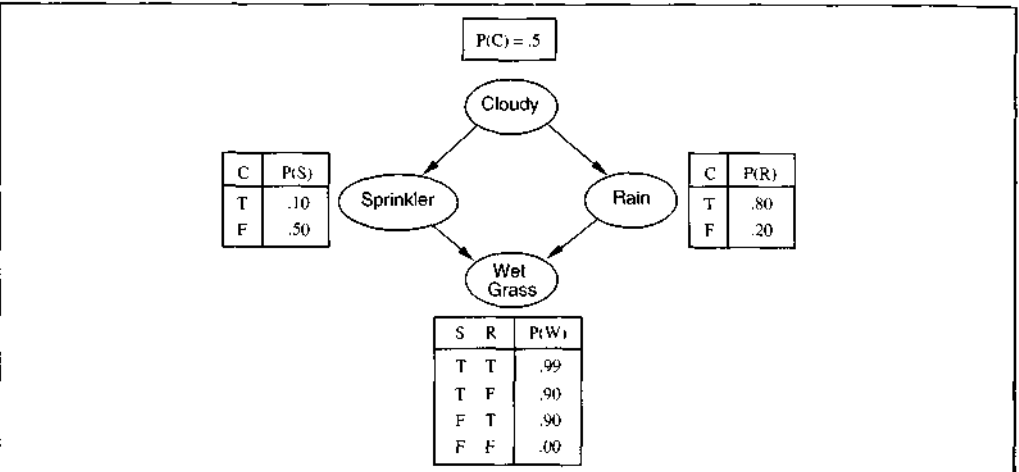 P(C) = .5
Cloudy
C P(S)
T .10
F .50
Sprinkler
Rain
C P(R)
T .80
F .20
Wet
Grass
S R P(W)
T T .99
T F .90
F T .90
F F .00